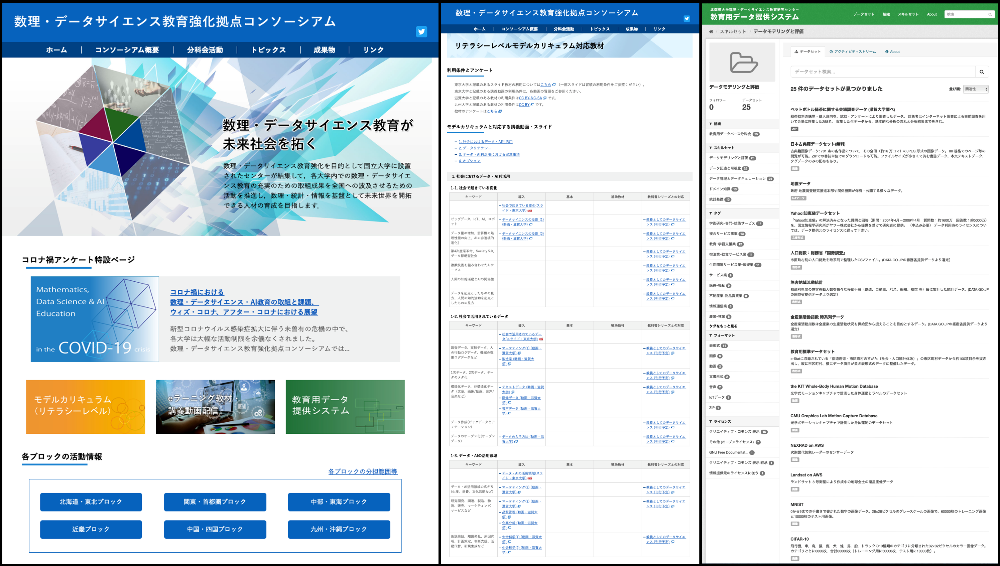 数理・データサイエンス教育強化拠点コンソーシアム
ホーム
コンソーシアム概要
分科会活動
トピックス
成果物
リンク
数理・データサイエンス教育が
未来社会を拓く
数理・データサイエンス教育強化を目的として国立大学に設置
されたセンターが結集して，各大学内での数理・データサイエ
ンス教育の充実のための取組成果を全国への波及させるための
活動を推進し，数理・統計・情報を基盤として未来世界を開拓
できる人材の育成を目指します．
コロナ禍アンケート特設ページ
Mathematics,
Data Science & AI
Education
in the COVID-19 crisis
コロナ禍における
数理・データサイエンス・AI教育の取組と課題、
ウィズ・コロナ、アフター・コロナにおける展望
新型コロナウイルス感染症拡大に伴う未曽有の危機の中で、
各大学は大幅な活動制限を余儀なくされました。
数理・データサイエンス教育強化拠点コンソーシアムでは...
モデルカリキュラム
（リテラシーレベル）
eラーニング教材・
講義動画配信
教育用データ
提供システム
各ブロックの活動情報
各ブロックの分担範囲等
北海道・東北ブロック
関東・首都圏ブロック
中部・東海ブロック
近畿ブロック
中国・四国ブロック
九州・沖縄ブロック
数理・データサイエンス教育強化拠点コンソーシアム
ホーム
コンソーシアム概要
分科会活動
トピックス
成果物
リンク
リテラシーレベルモデルカリキュラム対応教材
利用条件とアンケート
東京大学と記載のあるスライド教材の利用についてはこちら （一部スライドは冒頭の利用条件をご参照ください）。
東京大学と記載のある講義動画の利用条件は、各動画の冒頭をご参照ください。
滋賀大学と記載のある教材の利用条件はCC BY-NC-SA です。
九州大学と記載のある教材の利用条件はCC BY です。
教材のアンケートはこちら
モデルカリキュラムと対応する講義動画・スライド
1. 社会におけるデータ・AI利活用
2. データリテラシー
3. データ・AI利活用における留意事項
4. オプション
1. 社会におけるデータ・AI利活用
1-1. 社会で起きている変化
キーワード 導入 基本 補助教材 教科書シリーズとの対応
社会で起きている変化(スラ
イド・東京大学)
ビッグデータ、IoT、AI、ロボ
ット
データサイエンスの役割 (1)
(動画・滋賀大学)
教養としてのデータサイエ
ンス (刊行予定)
データ量の増加、計算機の処
理性能の向上、AIの非連続的
進化]
データサイエンスの役割 (2)
(動画・滋賀大学)
教養としてのデータサイエ
ンス (刊行予定)
第4次産業革命、Society 5.0、
データ駆動型社会
教養としてのデータサイエ
ンス (刊行予定)
複数技術を組み合わせたAIサ
ービス
教養としてのデータサイエ
ンス (刊行予定)
人間の知的活動とAIの関係性
教養としてのデータサイエ
ンス (刊行予定)
データを起点としたものの見
方、人間の知的活動を起点と
したものの見方
教養としてのデータサイエ
ンス (刊行予定)
1-2. 社会で活用されているデータ
キーワード 導入 基本 補助教材 教科書シリーズとの対応
社会で活用されているデー
タ(スライド・東京大学)
調査データ、実験データ、人
の行動ログデータ、機械の稼
働ログデータなど
マーケティング(1) (動画・
滋賀大学)
製造業 (動画・滋賀大
学)
教養としてのデータサイエ
ンス (刊行予定)
1次データ、2次データ、デー
タのメタ化
教養としてのデータサイエ
ンス (刊行予定)
構造化データ、非構造化デー
タ（文章、画像/動画、音声/
音楽など）
テキストデータ (動画・滋賀
大学)
画像データ (動画・滋賀大
学)
音声データ (動画・滋賀大
学)
教養としてのデータサイエ
ンス (刊行予定)
データ作成(ビッグデータとア
ノテーション)
教養としてのデータサイエ
ンス (刊行予定)
データのオープン化(オープン
データ)
データの入手方法 (動画・滋
賀大学)
教養としてのデータサイエ
ンス (刊行予定)
1-3. データ・AIの活用領域
キーワード 導入 基本 補助教材 教科書シリーズとの対応
データ・AIの活用領域(スラ
イド・東京大学)
データ・AI活用領域の広がり
(生産、消費、文化活動など)
マーケティング(2) (動画・
滋賀大学)
教養としてのデータサイエ
ンス (刊行予定)
研究開発、調達、製造、物
流、販売、マーケティング、
サービスなど
マーケティング(3) (動画・
滋賀大学)
品質管理 (動画・滋賀大
学)
企業分析 (動画・滋賀大
学)
教養としてのデータサイエ
ンス (刊行予定)
仮説検証、知識発見、原因究
明、計画策定、判断支援、活
動代替、新規生成など
生命科学(1) (動画・滋賀大
学)
生命科学(2) (動画・滋賀大
学)
教養としてのデータサイエ
ンス (刊行予定)
北海道大学数理・データサイエンス教育研究センター
教育用データ提供システム
データセット 組織 スキルセット About 検索
/ スキルセット / データモデリングと評価
データモデリングと評価
フォロワー データセット
0 25
組織
教育用データベース分科会 25
スキルセット
データモデリングと評価 25
データ記述と可視化 25
データ管理とデータキュレーション 24
ドメイン知識 13
統計基礎 13
タグ
学術研究-専門-技術サービス 14
複合サービス事業 13
教育-学習支援業 12
宿泊業-飲食サービス業 11
生活関連サービス業-娯楽業 11
サービス業 9
医療-福祉 9
不動産業-物品賃貸業 8
情報通信業 8
農業-林業 8
タグをもっと見る
フォーマット
表形式 11
画像 6
動画 2
文書形式 2
音声 2
IoTデータ 1
ZIP 1
ライセンス
クリエイティブ・コモンズ 表示 15
その他 (オープンライセンス) 7
GNU Free Documentat... 1
クリエイティブ・コモンズ 表示 継承 1
情報提供元のライセンスに従う 1
データセット アクティビティストリーム About
データセット検索...
25 件のデータセットが見つかりました
並び順: 関連性
ペットボトル緑茶に関する会場調査データ (滋賀大学調べ)
緑茶飲料の味覚・購入意向を、試飲・アンケートにより調査したデータ。 対象者はインターネット調査による事前調査を用
いて会場に呼集した258名。 収集した生データから、基本的な分析の流れと分析結果までを含む。
ZIP
日本古典籍データセット(無料)
古典籍画像データ: 701 点の各作品について，その全冊（約16 万コマ）のJPEG 形式の画像データ。 IIIF規格でのページ毎の
閲覧が可能。ZIPでの書誌単位でのダウンロードも可能。ファイルサイズが小さくて済む書誌データ、本文テキストデータ、
タグデータのみの配布もあり。
画像
地震データ
政府 地震調査研究推進本部や関係機関が保有・公開する様々なデータ。
IoTデータ
Yahoo!知恵袋データセット
「Yahoo!知恵袋」の解決済みとなった質問と回答（期間：2004年4月－2009年4月 質問数：約1600万 回答数：約5000万）
を、国立情報学研究所がヤフー株式会社から提供を受けて研究者に提供。 （申込み必要） データ利用時のライセンスについ
ては、データ提供元のライセンスに従って下さい。
文書形式
人口総数：総務省『国勢調査』
市区町村別の人口総数を時系列で整理したCSVファイル。(DATA.GO.JPの総務省提供データより選定)
表形式
旅客地域流動統計
都道府県間の旅客移動人数を様々な移動手段（鉄道、自動車、バス、船舶、航空 等）毎に集計した統計データ。(DATA.GO.JP
の国交省提供データより選定)
表形式
全産業活動指数 時系列データ
全産業活動指数は全産業の生産活動状況を供給面から捉えることを目的とするデータ。(DATA.GO.JPの経産省提供データより
選定)
表形式
教育用標準データセット
e-Statに収録されている「都道府県・市区町村のすがた（社会・人口統計体系）」の市区町村データから約100項目余を抜き
出し、縦に市区町村、横にデータ項目が並ぶ表形式のデータに整備したデータ。
表形式
the KIT Whole-Body Human Motion Database
光学式モーションキャプチャで計測した身体運動とラベルのデータセット
動画
CMU Graphics Lab Motion Capture Database
光学式モーションキャプチャで計測した身体運動のデータセット
動画
NEXRAD on AWS
次期世代気象レーダーのセンサーデータ
画像
Landsat on AWS
ランドサット 8 号衛星により作成中の地球全土の衛星画像データ
画像
MNIST
0から9までの手書きで書かれた数字の画像データ。28×28ピクセルのグレースケールの画像で、60000枚のトレーニング画像
と10000枚のテスト用画像。
画像
CIFAR-10
飛行機，車，鳥，猫，鹿，犬，蛙，馬，船，トラックの10種類のカテゴリに分類された32×32ピクセルのカラー画像データ。
カテゴリごとに6000枚，合計60000枚（トレーニング用に50000枚，テスト用に10000枚）。
画像